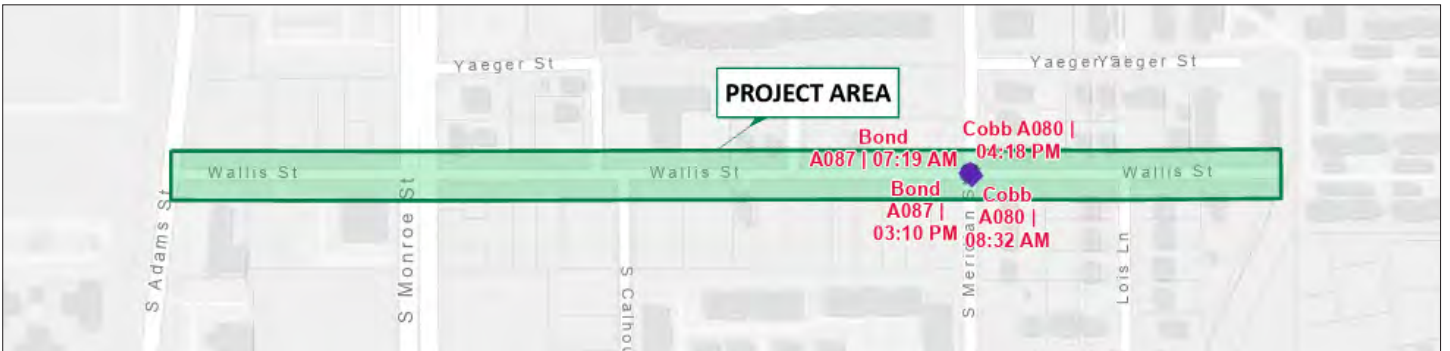 Yaeger St
YaegerYaeger St
PROJECT AREA
Bond
A087 | 07:19 AM
Cobb A080 |
04:18 PM
Wallis St
Wallis St
Wallis St
Bond
A087 |
03:10 PM
Cobb
A080 |
08:32 AM
S Adams St
S Monroe St
S Calhou
S Meridian S
Lois Ln